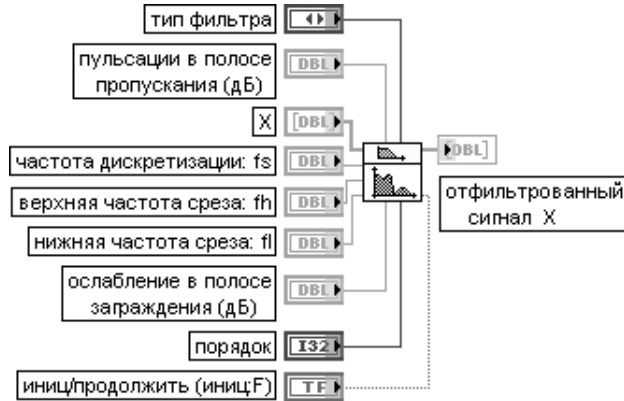 тип фильтра
пульсации в полосе
пропускания (дБ)
DBL
X
[DBL]
[DBL]
частота дискретизации: fs
DBL
верхняя частота среза: fh
DBL
отфильтрованный
сигнал X
нижняя частота среза: fl
DBL
ослабление в полосе
заграждения (дБ)
DBL
порядок
I32
иниц/продолжить (иниц:F)
TF